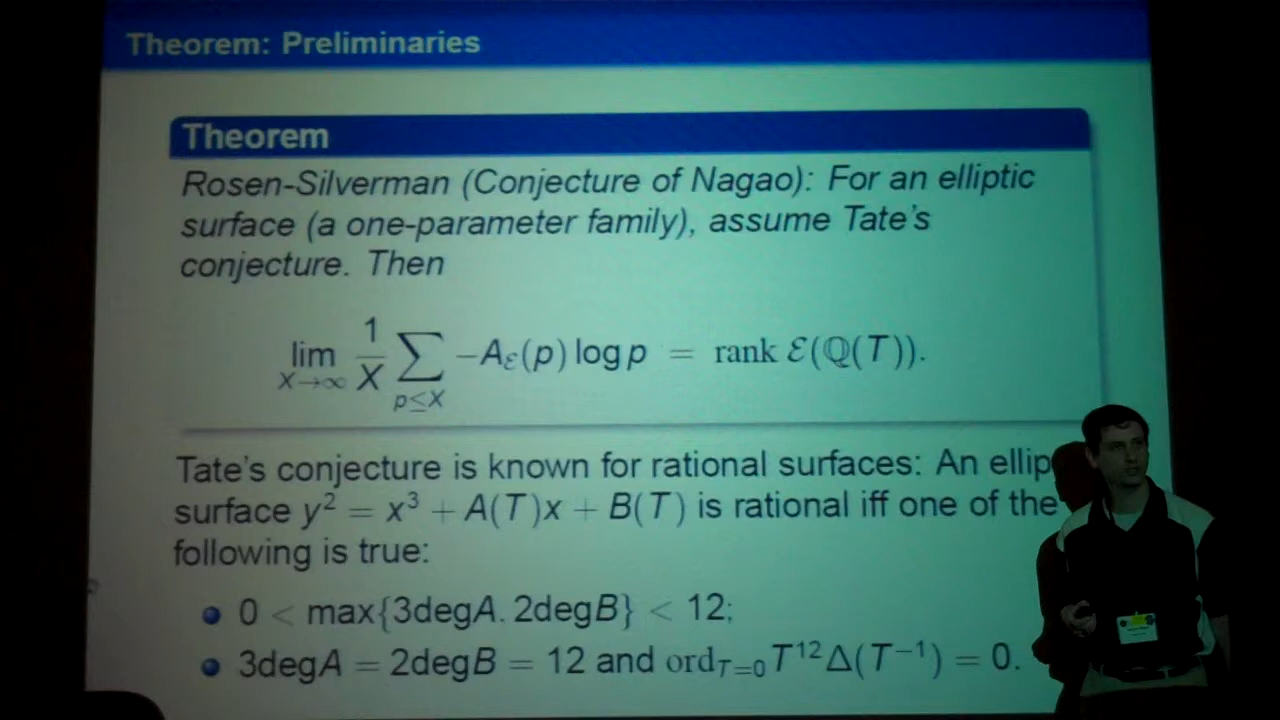 Theorem: Preliminaries
Theorem
Rosen-Silverman (Conjecture of Nagao): For an elliptic
surface (a one-parameter family), assume Tate's
conjecture. Then
lim X→∞ 1/X ∑ p≤X −A_ℰ(p) log p = rank ℰ(ℚ(T)).
Tate's conjecture is known for rational surfaces: An ellip
surface y² = x³ + A(T)x + B(T) is rational iff one of the
following is true:
0 < max{3degA, 2degB} < 12;
3degA = 2degB = 12 and ord_{T=0}T¹²Δ(T⁻¹) = 0.